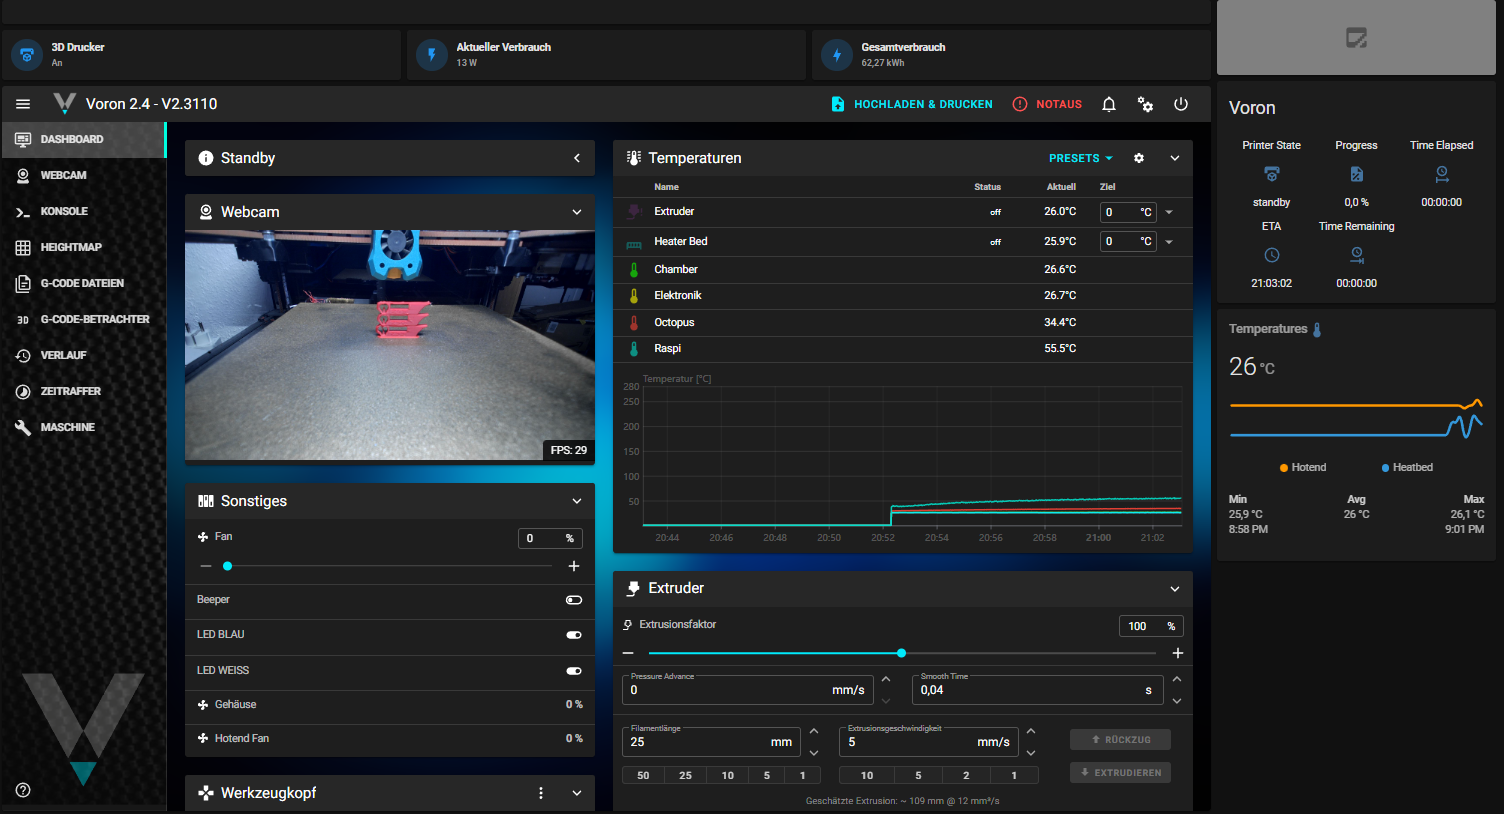 3D Drucker
An
Aktueller Verbrauch
13 W
Gesamtverbrauch
62,27 kWh
Voron 2.4 - V2.3110
HOCHLADEN & DRUCKEN
NOTAUS
DASHBOARD
WEBCAM
KONSOLE
HEIGHTMAP
G-CODE DATEIEN
3D G-CODE-BETRACHTER
VERLAUF
ZEITRAFFER
MASCHINE
Standby
Webcam
FPS: 29
Sonstiges
Fan
0 %
Beeper
LED BLAU
LED WEISS
Gehäuse 0 %
Hotend Fan 0 %
Werkzeugkopf
Temperaturen
PRESETS
Name Status Aktuell Ziel
Extruder off 26.0°C 0 °C
Heater Bed off 25.9°C 0 °C
Chamber 26.6°C
Elektronik 26.7°C
Octopus 34.4°C
Raspi 55.5°C
Temperatur [°C]
280
250
200
150
100
50
20:44 20:46 20:48 20:50 20:52 20:54 20:56 20:58 21:00 21:02
Extruder
Extrusionsfaktor
100 %
Pressure Advance
0 mm/s
Smooth Time
0,04 s
Filamentlänge
25 mm
Extrusionsgeschwindigkeit
5 mm/s
RÜCKZUG
50 25 10 5 1
10 5 2 1
EXTRUDIEREN
Geschätzte Extrusion: ~ 109 mm @ 12 mm³/s
Voron
Printer State Progress Time Elapsed
standby 0,0 % 00:00:00
ETA Time Remaining
21:03:02 00:00:00
Temperatures
26 °C
Hotend Heatbed
Min Avg Max
25,9 °C 26 °C 26,1 °C
8:58 PM 9:01 PM